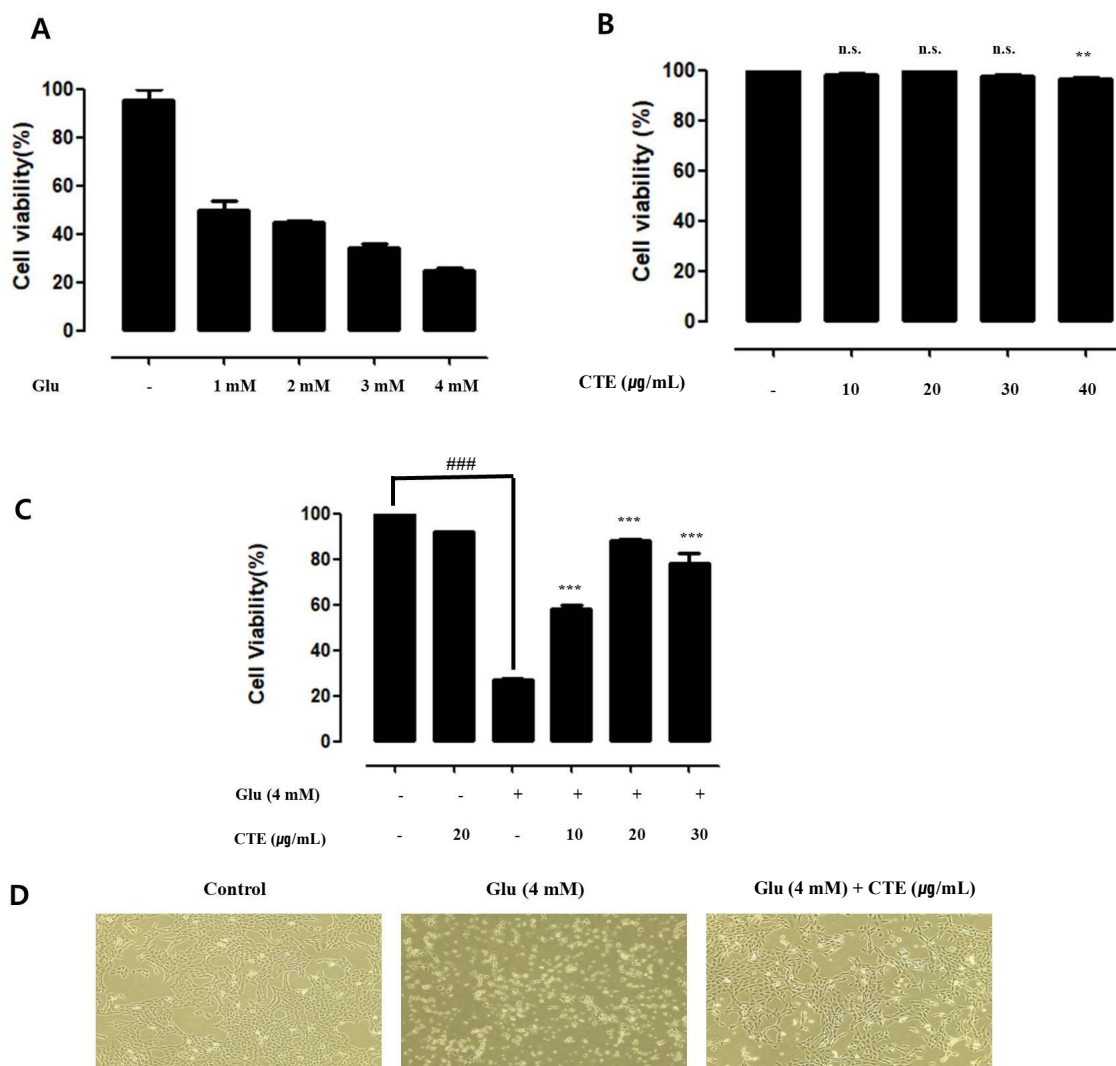 A
Cell viability(%)
100
80
60
40
20
0
Glu
- 1 mM 2 mM 3 mM 4 mM
B
n.s. n.s. n.s. **
Cell viability (%)
100
80
60
40
20
0
CTE (㎍/mL)
- 10 20 30 40
C
###
*** *** ***
Cell Viability(%)
100
80
60
40
20
0
Glu (4 mM) - - + + + +
CTE (㎍/mL) - 20 - 10 20 30
D
Control Glu (4 mM) Glu (4 mM) + CTE (㎍/mL)